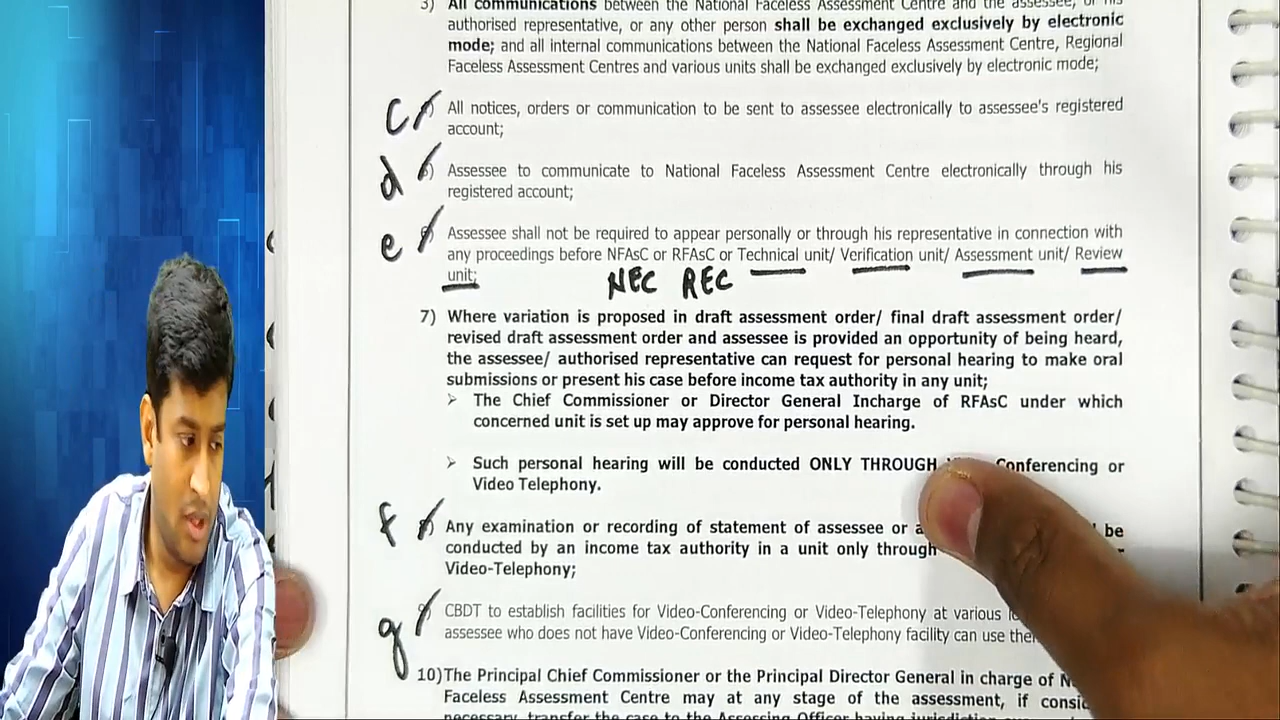 3) All communications between the National Faceless Assessment Centre and the assessee, or his
authorised representative, or any other person shall be exchanged exclusively by electronic
mode; and all internal communications between the National Faceless Assessment Centre, Regional
Faceless Assessment Centres and various units shall be exchanged exclusively by electronic mode;
c) All notices, orders or communication to be sent to assessee electronically to assessee's registered
account;
d) Assessee to communicate to National Faceless Assessment Centre electronically through his
registered account;
e) Assessee shall not be required to appear personally or through his representative in connection with
any proceedings before NFAsC or RFAsC or Technical unit/ Verification unit/ Assessment unit/ Review
unit;
NEC REC
7) Where variation is proposed in draft assessment order/ final draft assessment order/
revised draft assessment order and assessee is provided an opportunity of being heard,
the assessee/ authorised representative can request for personal hearing to make oral
submissions or present his case before income tax authority in any unit;
➢ The Chief Commissioner or Director General Incharge of RFAsC under which
concerned unit is set up may approve for personal hearing.
➢ Such personal hearing will be conducted ONLY THROUGH Conferencing or
Video Telephony.
f) Any examination or recording of statement of assessee or be
conducted by an income tax authority in a unit only through
Video-Telephony;
g) CBDT to establish facilities for Video-Conferencing or Video-Telephony at various
assessee who does not have Video-Conferencing or Video-Telephony facility can use
10) The Principal Chief Commissioner or the Principal Director General in charge of
Faceless Assessment Centre may at any stage of the assessment, if
necessary, transfer the case to the Assessing Officer having